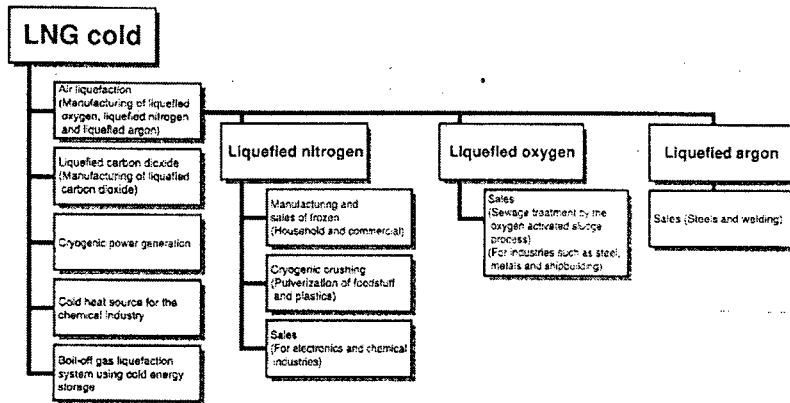 LNG cold
Air liquefaction
(Manufacturing of liquefied
oxygen, liquefied nitrogen
and liquefied argon)
Liquefied carbon dioxide
(Manufacturing of liquefied
carbon dioxide)
Cryogenic power generation
Cold heat source for the
chemical industry
Boil-off gas liquefaction
system using cold energy
storage
Liquefied nitrogen
Manufacturing and
sales of frozen
(Household and commercial)
Cryogenic crushing
(Pulverization of foodstuff
and plastics)
Sales
(For electronics and chemical
industries)
Liquefied oxygen
Sales
(Sewage treatment by the
oxygen activated sludge
process)
(For industries such as steel,
metals and shipbuilding)
Liquefied argon
Sales (Steels and welding)